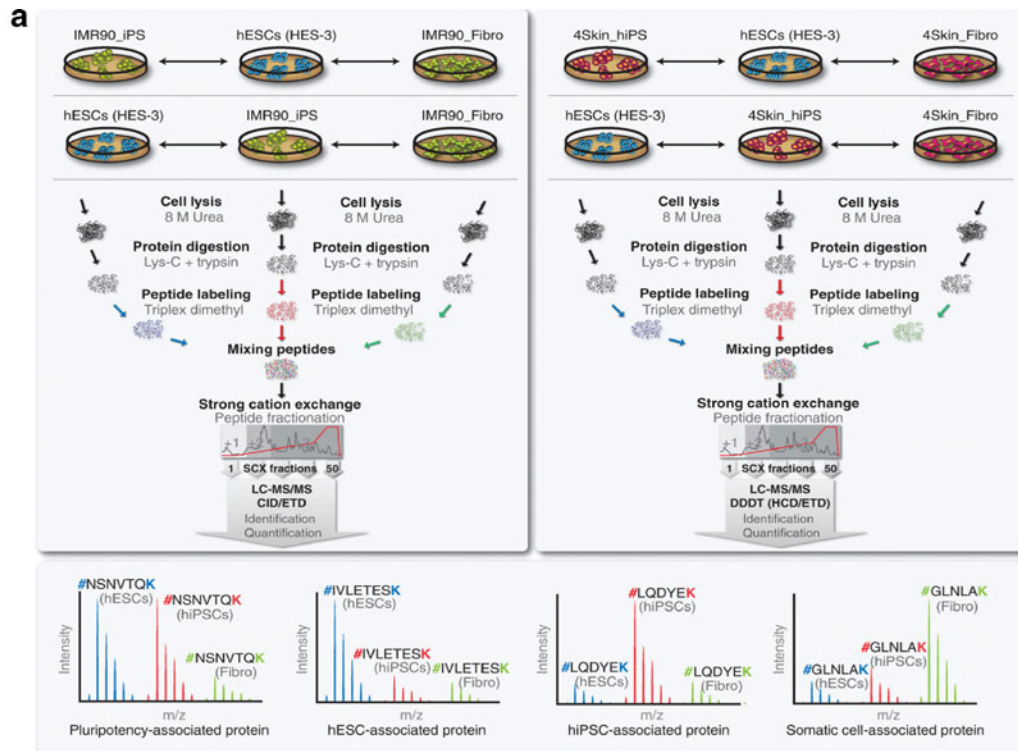 a
IMR90_iPS
hESCs (HES-3)
IMR90_Fibro
hESCs (HES-3)
IMR90_iPS
IMR90_Fibro
Cell lysis
8 M Urea
Cell lysis
8 M Urea
Protein digestion
Lys-C + trypsin
Protein digestion
Lys-C + trypsin
Peptide labeling
Triplex dimethyl
Peptide labeling
Triplex dimethyl
Mixing peptides
Strong cation exchange
Peptide fractionation
+1
+2
+3
1 SCX fractions 50
LC-MS/MS
CID/ETD
Identification
Quantification
4Skin_hiPS
hESCs (HES-3)
4Skin_Fibro
hESCs (HES-3)
4Skin_hiPS
4Skin_Fibro
Cell lysis
8 M Urea
Cell lysis
8 M Urea
Protein digestion
Lys-C + trypsin
Protein digestion
Lys-C + trypsin
Peptide labeling
Triplex dimethyl
Peptide labeling
Triplex dimethyl
Mixing peptides
Strong cation exchange
Peptide fractionation
+1
+2
+3
1 SCX fractions 50
LC-MS/MS
DDDT (HCD/ETD)
Identification
Quantification
Intensity
#NSNVTQK
(hESCs)
#NSNVTQK
(hiPSCs)
#NSNVTQK
(Fibro)
m/z
Pluripotency-associated protein
Intensity
#IVLETESK
(hESCs)
#IVLETESK
(hiPSCs)
#IVLETESK
(Fibro)
m/z
hESC-associated protein
Intensity
#LQDYEK
(hESCs)
#LQDYEK
(hiPSCs)
#LQDYEK
(Fibro)
m/z
hiPSC-associated protein
Intensity
#GLNLAK
(hESCs)
#GLNLAK
(hiPSCs)
#GLNLAK
(Fibro)
m/z
Somatic cell-associated protein